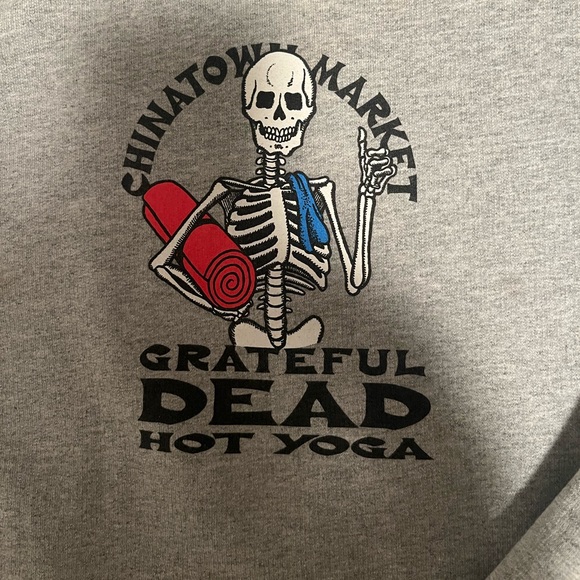 CHINATOWN MARKET
GRATEFUL
DEAD
HOT YOGA